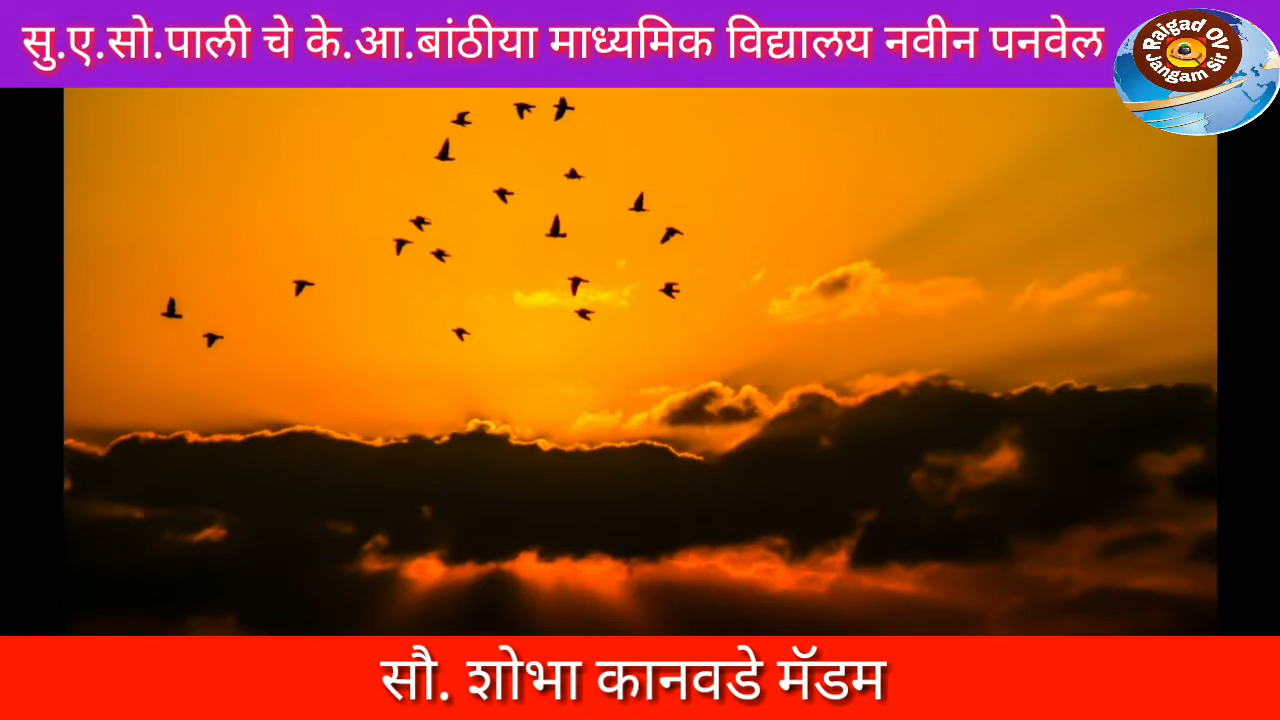 सु.ए.सो.पाली चे के.आ.बांठीया माध्यमिक विद्यालय नवीन पनवेल
Raigad OV
Jangam Sir
सौ. शोभा कानवडे मॅडम